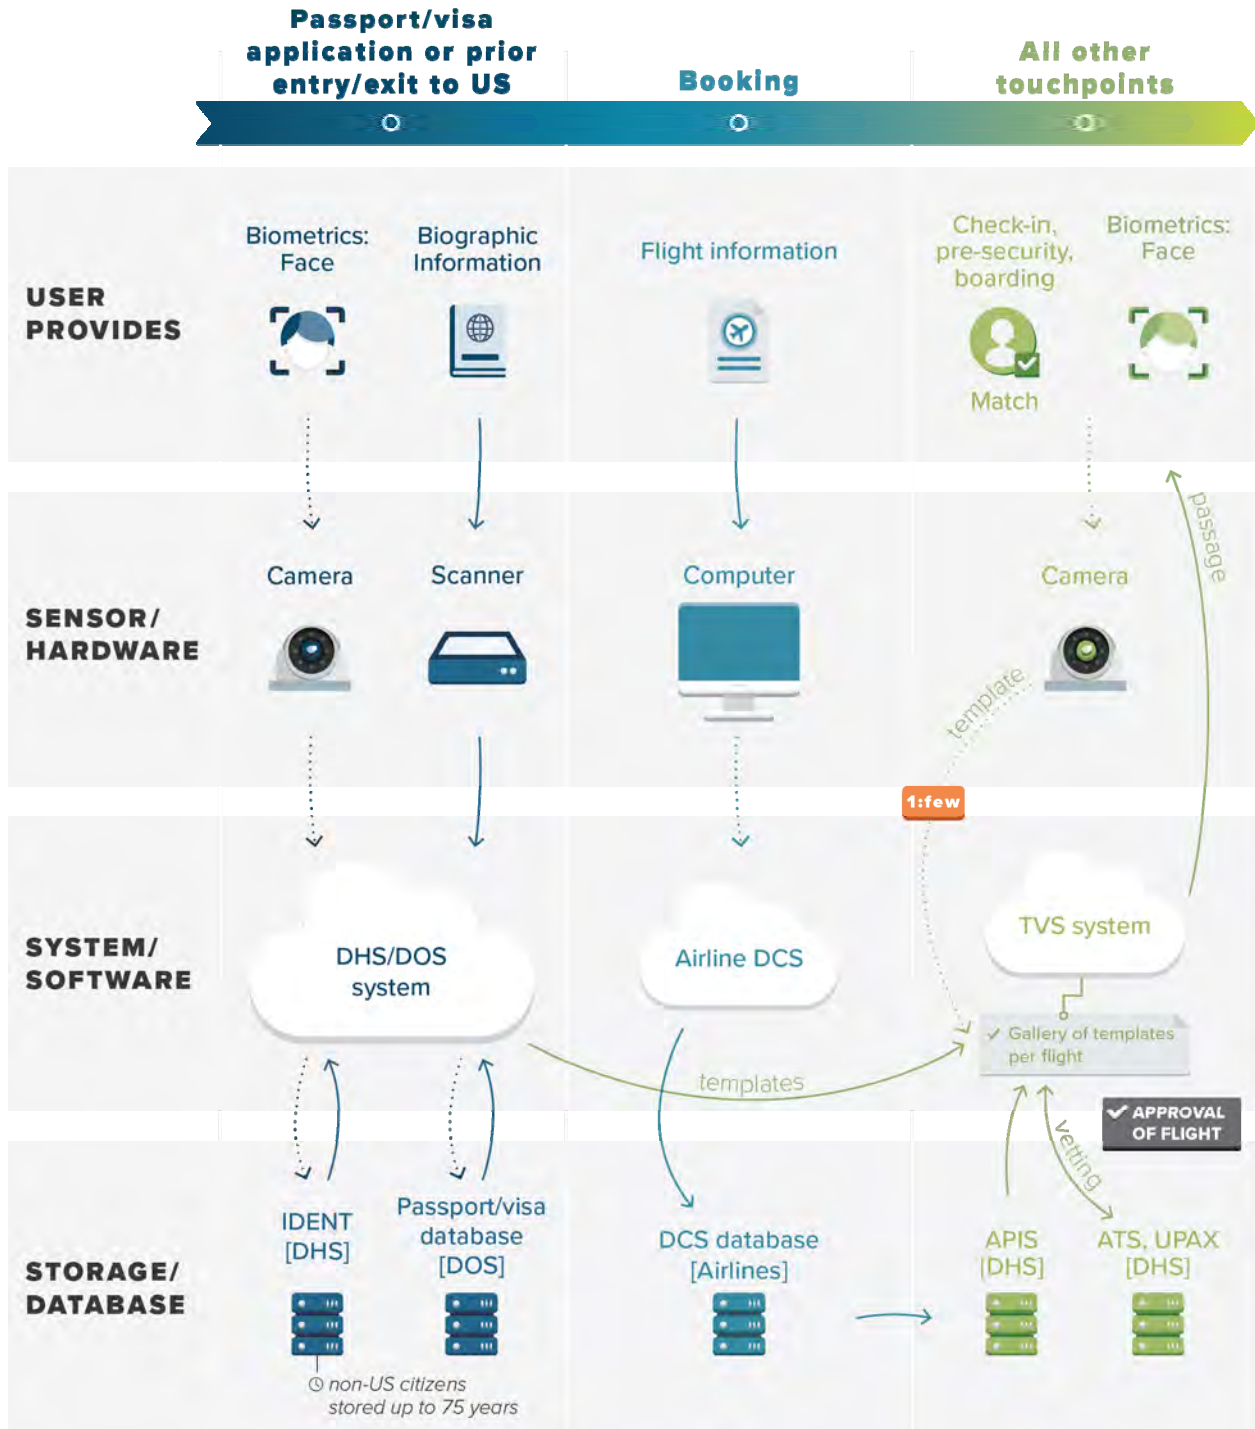 Passport/visa
application or prior
entry/exit to US
Booking
All other
touchpoints
USER
PROVIDES
Biometrics:
Face
Biographic
Information
Flight information
Check-in,
pre-security,
boarding
Match
Biometrics:
Face
SENSOR/
HARDWARE
Camera
Scanner
Computer
Camera
passage
template
1:few
SYSTEM/
SOFTWARE
DHS/DOS
system
Airline DCS
TVS system
Gallery of templates
per flight
templates
APPROVAL
OF FLIGHT
vetting
STORAGE/
DATABASE
IDENT
[DHS]
Passport/visa
database
[DOS]
DCS database
[Airlines]
APIS
[DHS]
ATS, UPAX
[DHS]
non-US citizens
stored up to 75 years